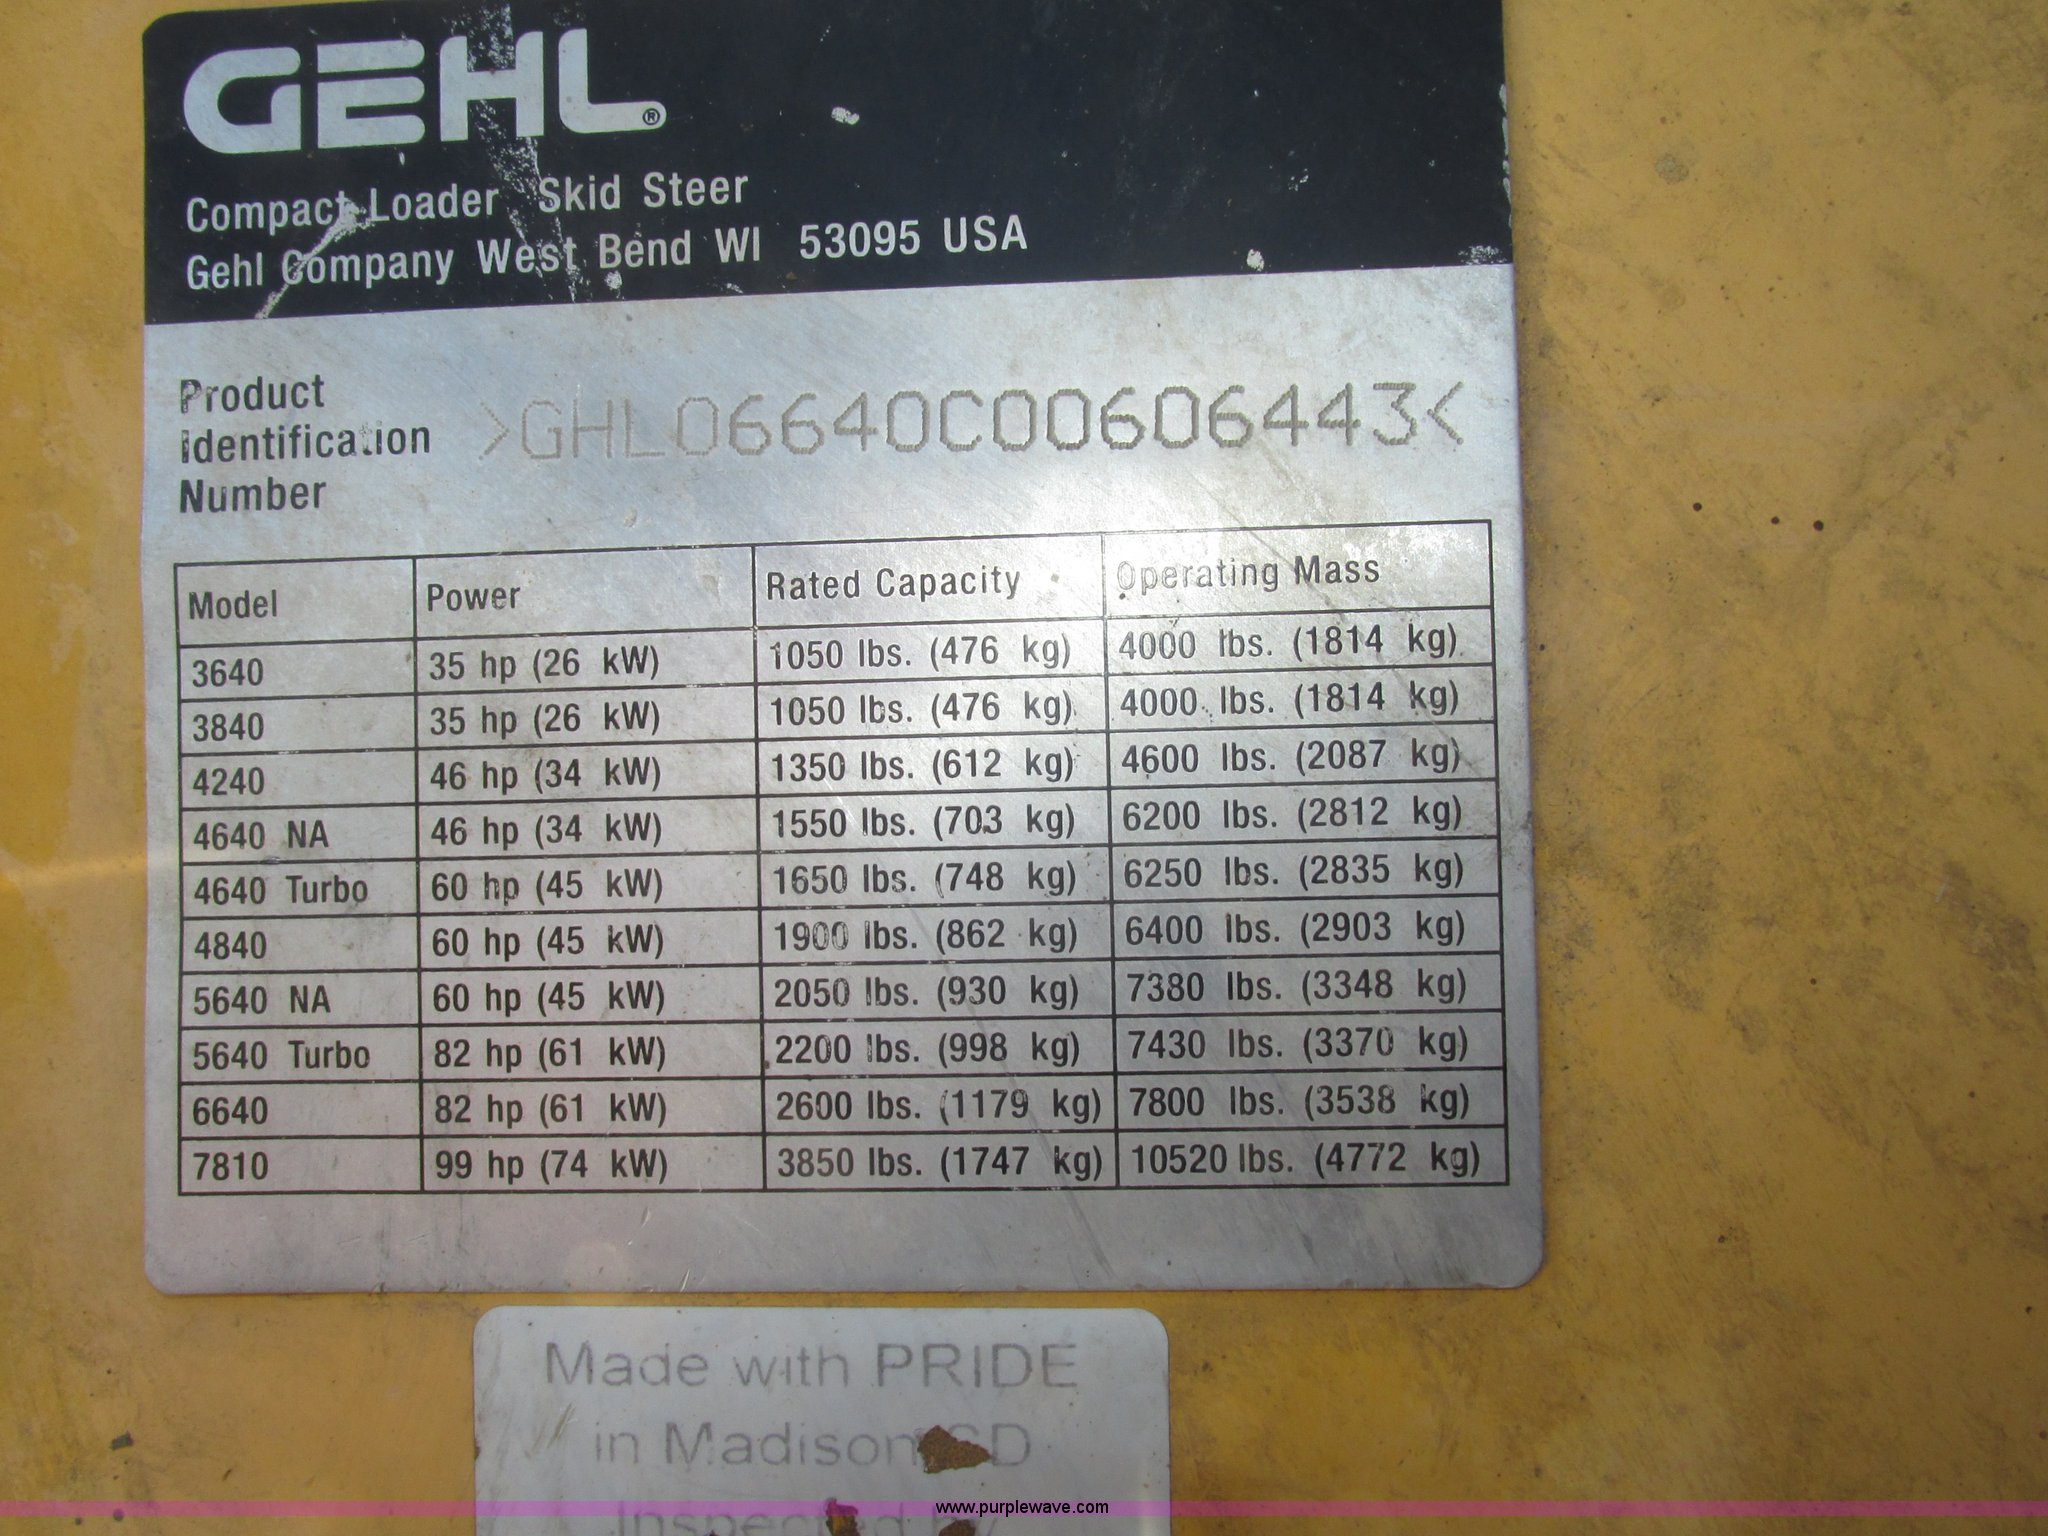 GEHL®
Compact Loader Skid Steer
Gehl Company West Bend WI 53095 USA
Product
Identification
Number
>GHL06640C00606443<
Model Power Rated Capacity Operating Mass
3640 35 hp (26 kW) 1050 lbs. (476 kg) 4000 lbs. (1814 kg)
3840 35 hp (26 kW) 1050 lbs. (476 kg) 4000 lbs. (1814 kg)
4240 46 hp (34 kW) 1350 lbs. (612 kg) 4600 lbs. (2087 kg)
4640 NA 46 hp (34 kW) 1550 lbs. (703 kg) 6200 lbs. (2812 kg)
4640 Turbo 60 hp (45 kW) 1650 lbs. (748 kg) 6250 lbs. (2835 kg)
4840 60 hp (45 kW) 1900 lbs. (862 kg) 6400 lbs. (2903 kg)
5640 NA 60 hp (45 kW) 2050 lbs. (930 kg) 7380 lbs. (3348 kg)
5640 Turbo 82 hp (61 kW) 2200 lbs. (998 kg) 7430 lbs. (3370 kg)
6640 82 hp (61 kW) 2600 lbs. (1179 kg) 7800 lbs. (3538 kg)
7810 99 hp (74 kW) 3850 lbs. (1747 kg) 10520 lbs. (4772 kg)
Made with PRIDE
in Madison SD
Inspected by
www.purplewave.com